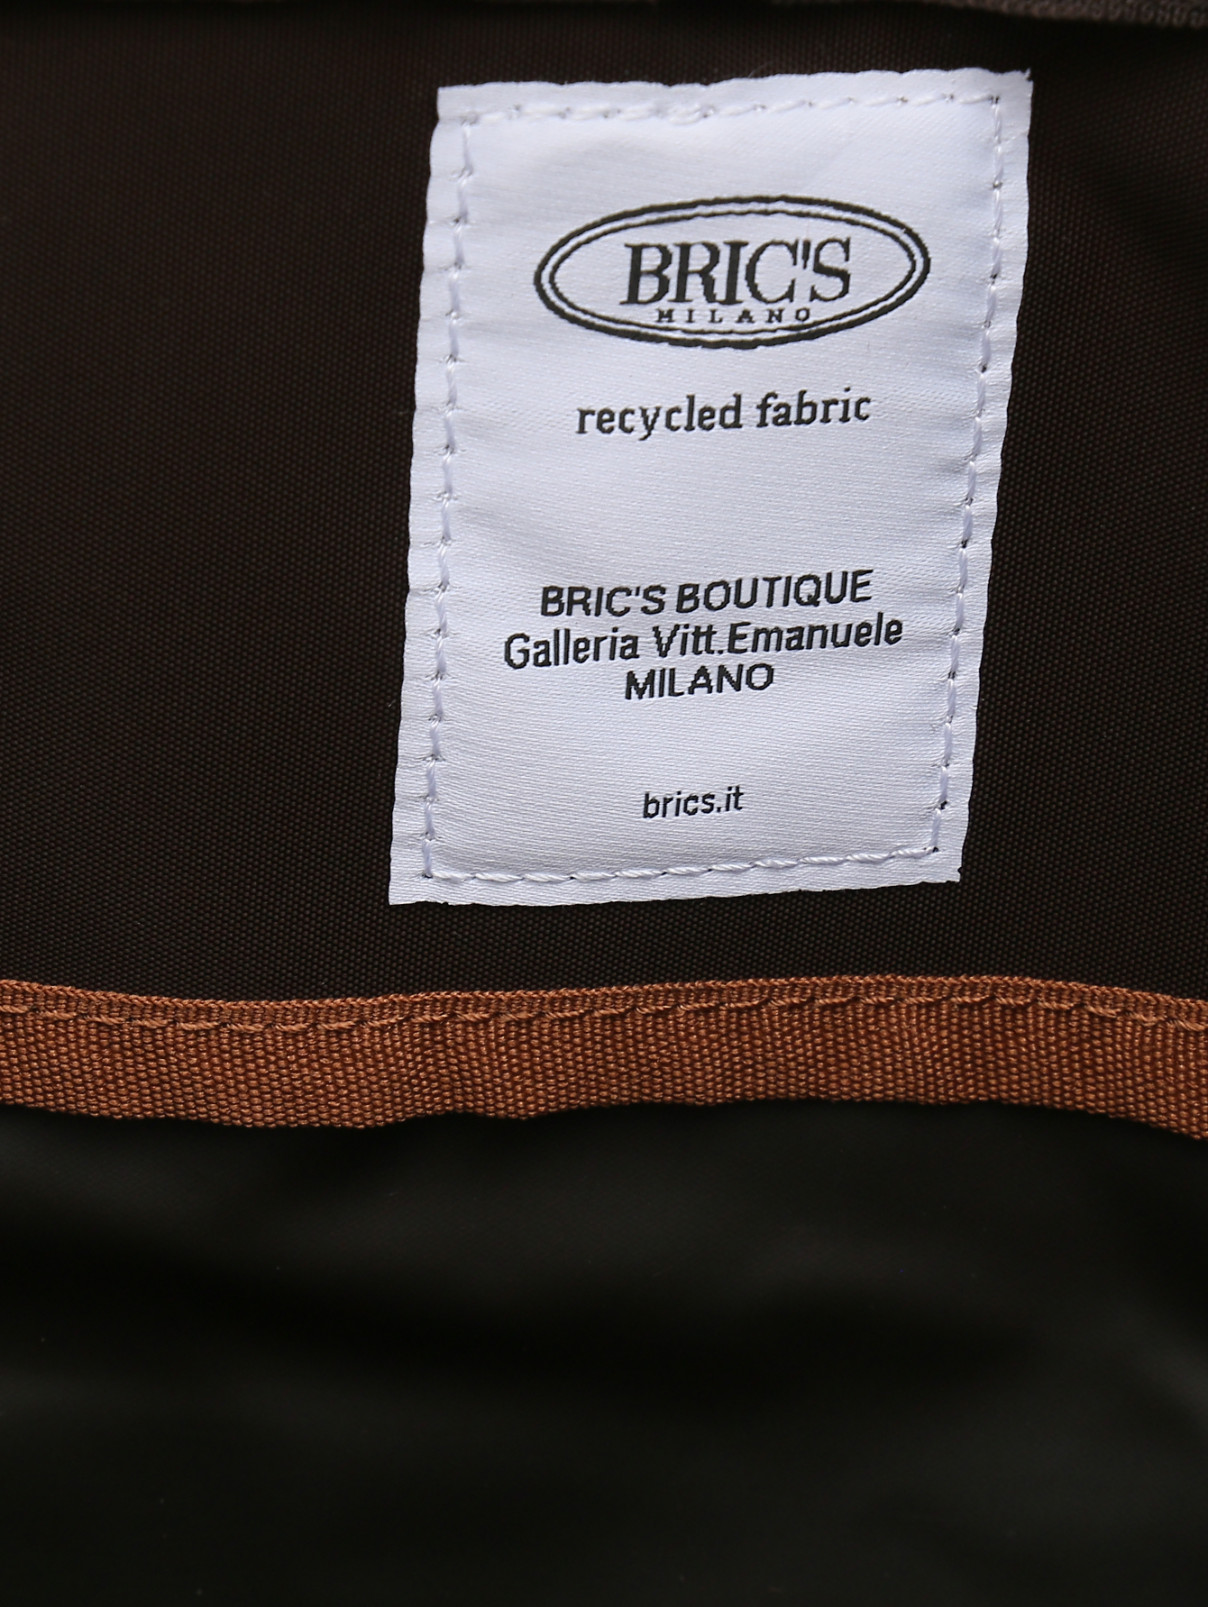 BRIC'S
MILANO
recycled fabric
BRIC'S BOUTIQUE
Galleria Vitt.Emanuele
MILANO
brics.it